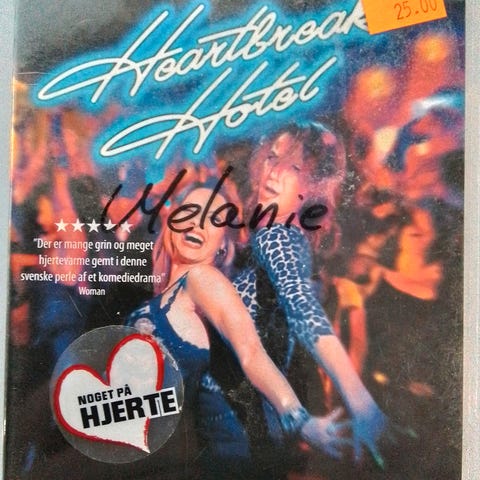 25.00
Heartbreak
Hotel
Melanie
★★★★★
"Der er mange grin og meget
hjertevarme gemt i denne
svenske perle af et komediedrama"
Woman
NOGET PÅ
HJERTE